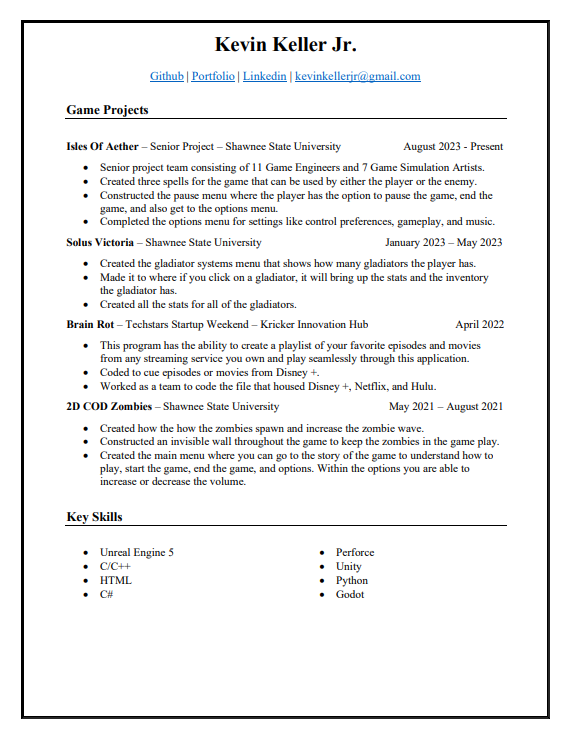 Kevin Keller Jr.
Github | Portfolio | Linkedin | kevinkellerjr@gmail.com
Game Projects
Isles Of Aether – Senior Project – Shawnee State University August 2023 - Present
• Senior project team consisting of 11 Game Engineers and 7 Game Simulation Artists.
• Created three spells for the game that can be used by either the player or the enemy.
• Constructed the pause menu where the player has the option to pause the game, end the
game, and also get to the options menu.
• Completed the options menu for settings like control preferences, gameplay, and music.
Solus Victoria – Shawnee State University January 2023 – May 2023
• Created the gladiator systems menu that shows how many gladiators the player has.
• Made it to where if you click on a gladiator, it will bring up the stats and the inventory
the gladiator has.
• Created all the stats for all of the gladiators.
Brain Rot – Techstars Startup Weekend – Kricker Innovation Hub April 2022
• This program has the ability to create a playlist of your favorite episodes and movies
from any streaming service you own and play seamlessly through this application.
• Coded to cue episodes or movies from Disney +.
• Worked as a team to code the file that housed Disney +, Netflix, and Hulu.
2D COD Zombies – Shawnee State University May 2021 – August 2021
• Created how the how the zombies spawn and increase the zombie wave.
• Constructed an invisible wall throughout the game to keep the zombies in the game play.
• Created the main menu where you can go to the story of the game to understand how to
play, start the game, end the game, and options. Within the options you are able to
increase or decrease the volume.
Key Skills
• Unreal Engine 5
• C/C++
• HTML
• C#
• Perforce
• Unity
• Python
• Godot